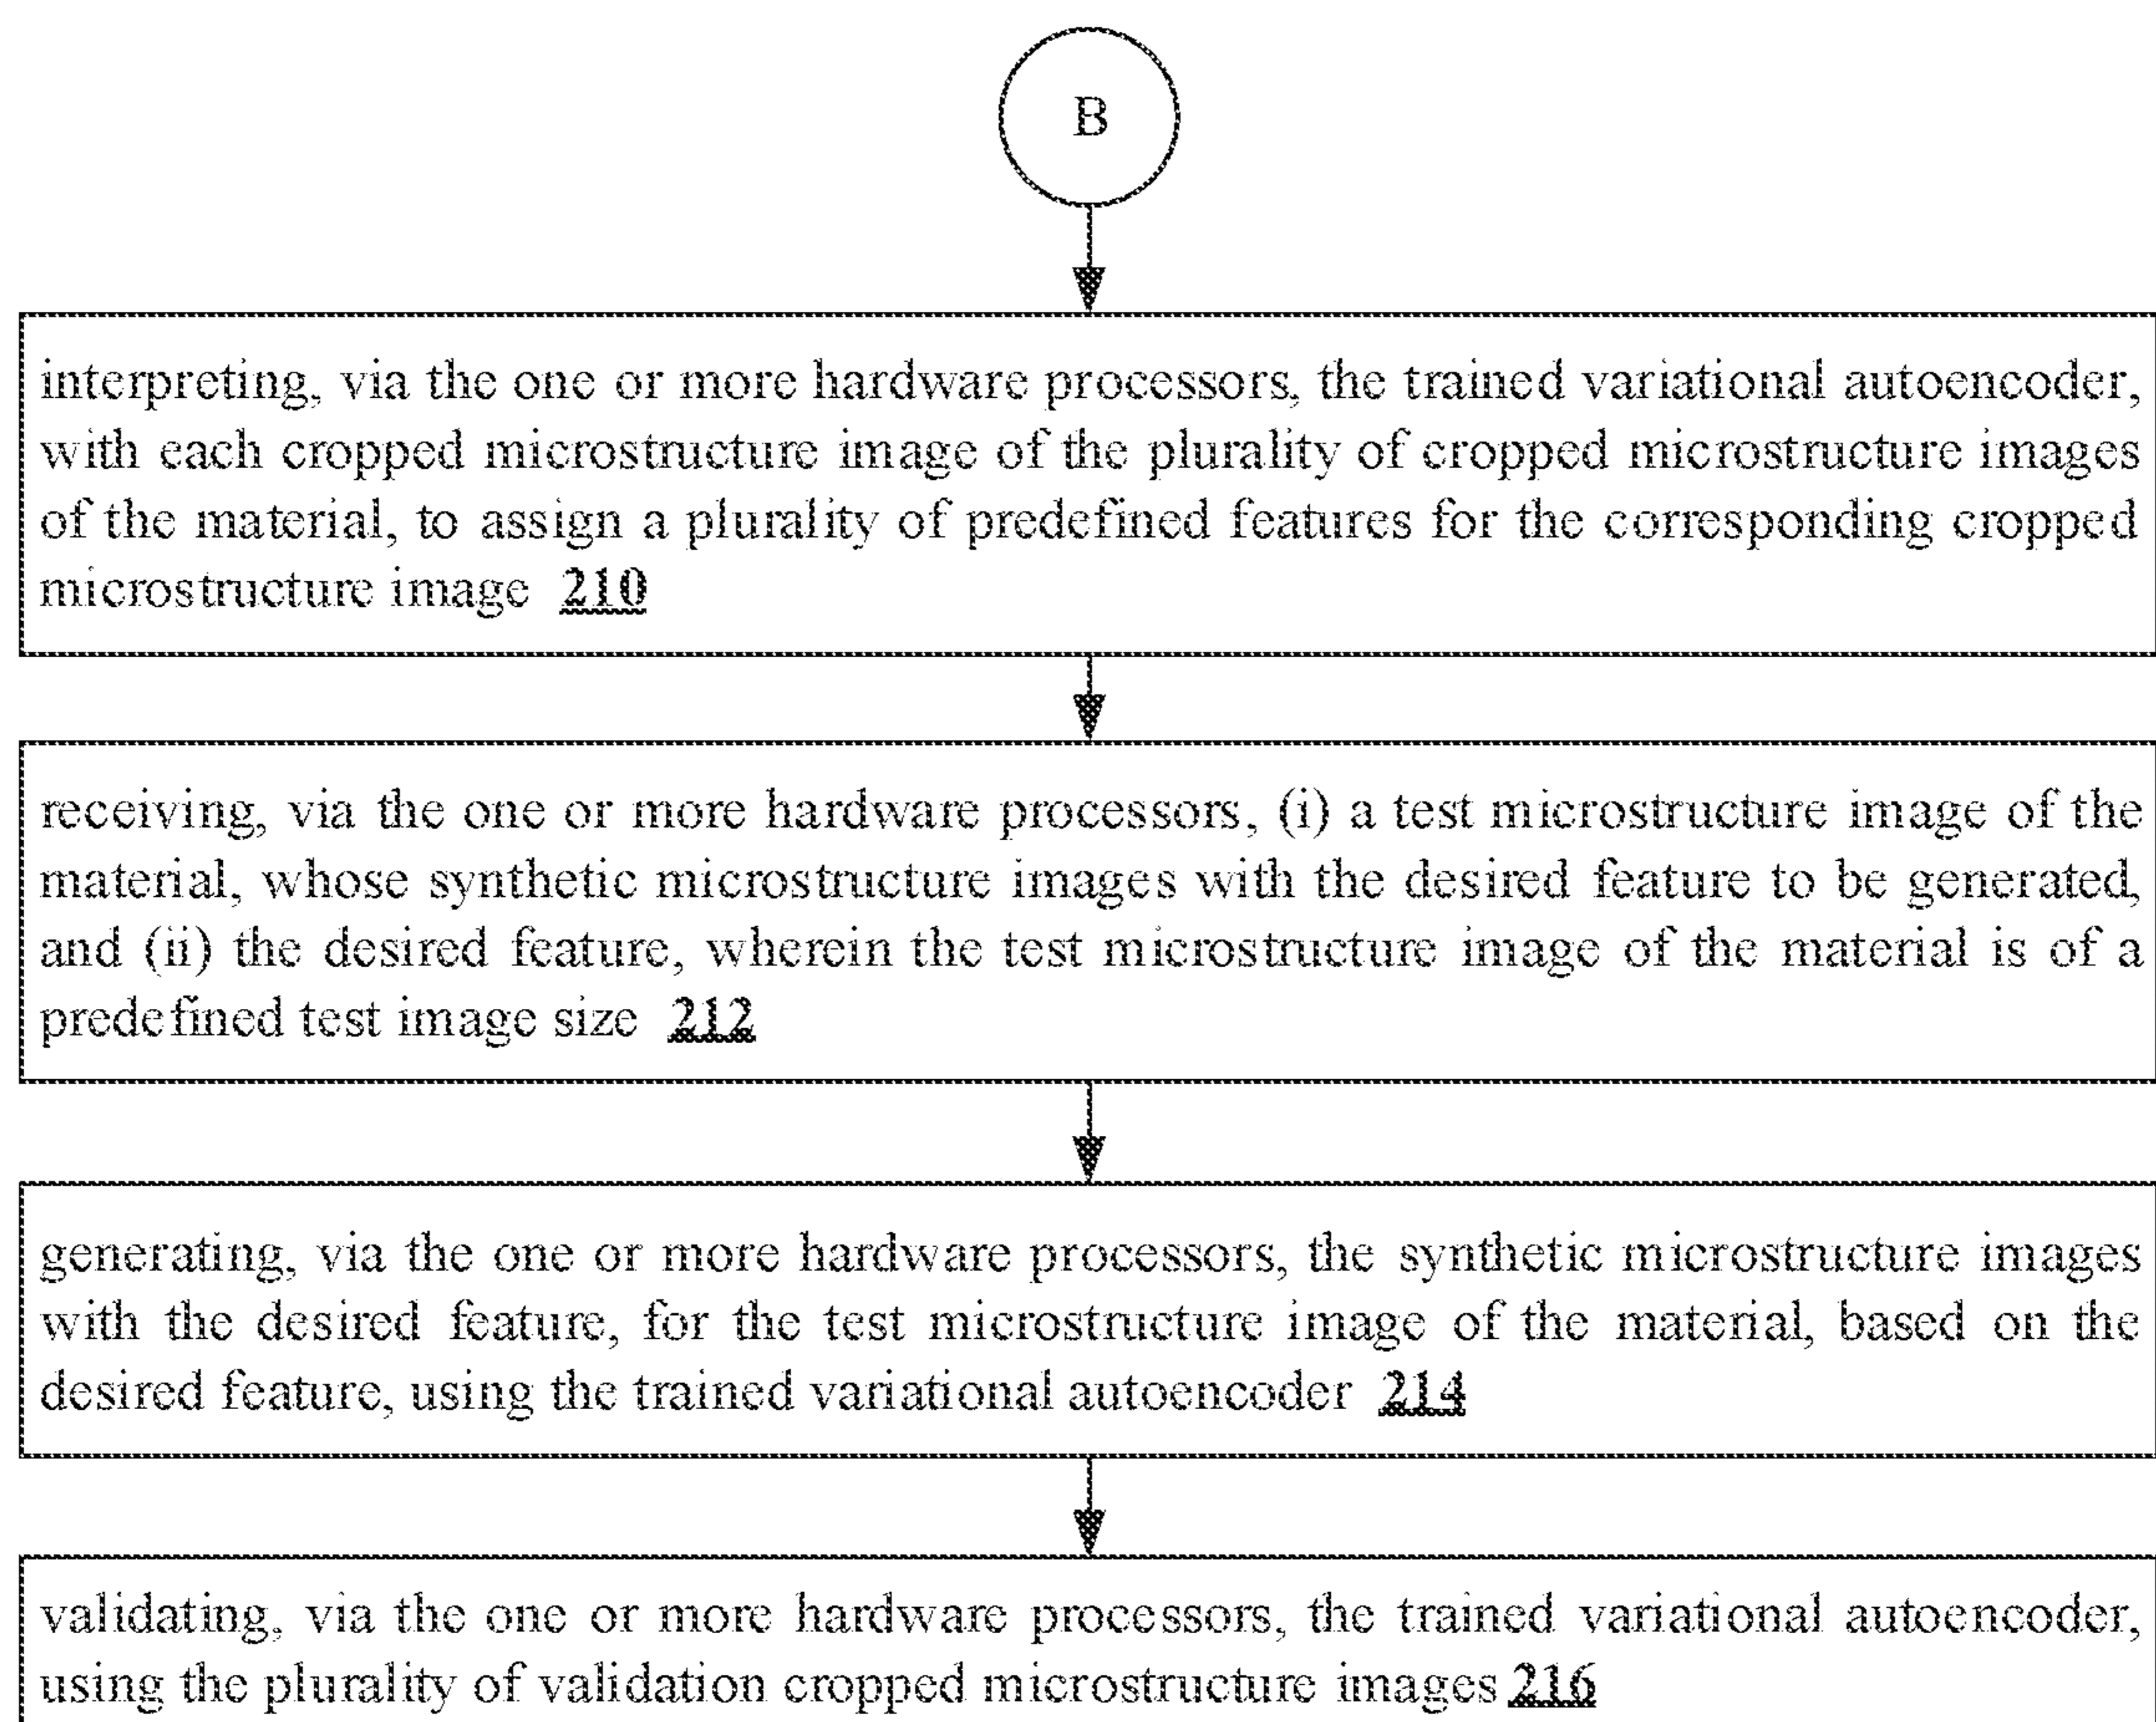 B
interpreting, via the one or more hardware processors, the trained variational autoencoder,
with each cropped microstructure image of the plurality of cropped microstructure images
of the material, to assign a plurality of predefined features for the corresponding cropped
microstructure image 210
receiving, via the one or more hardware processors, (i) a test microstructure image of the
material, whose synthetic microstructure images with the desired feature to be generated,
and (ii) the desired feature, wherein the test microstructure image of the material is of a
predefined test image size 212
generating, via the one or more hardware processors, the synthetic microstructure images
with the desired feature, for the test microstructure image of the material, based on the
desired feature, using the trained variational autoencoder 214
validating, via the one or more hardware processors, the trained variational autoencoder,
using the plurality of validation cropped microstructure images 216